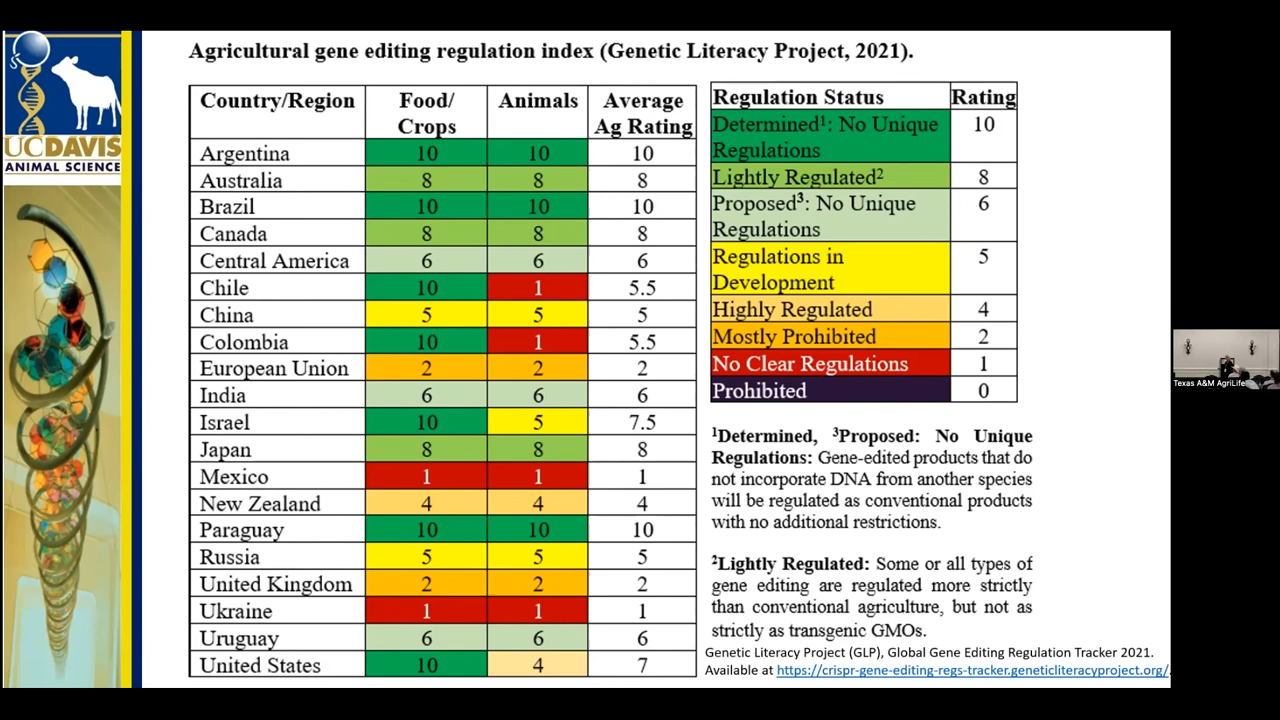 Agricultural gene editing regulation index (Genetic Literacy Project, 2021).
UCDAVIS
ANIMAL SCIENCE
Country/Region Food/Crops Animals Average Ag Rating
Argentina 10 10 10
Australia 8 8 8
Brazil 10 10 10
Canada 8 8 8
Central America 6 6 6
Chile 10 1 5.5
China 5 5 5
Colombia 10 1 5.5
European Union 2 2 2
India 6 6 6
Israel 10 5 7.5
Japan 8 8 8
Mexico 1 1 1
New Zealand 4 4 4
Paraguay 10 10 10
Russia 5 5 5
United Kingdom 2 2 2
Ukraine 1 1 1
Uruguay 6 6 6
United States 10 4 7
Regulation Status Rating
Determined¹: No Unique Regulations 10
Lightly Regulated² 8
Proposed³: No Unique Regulations 6
Regulations in Development 5
Highly Regulated 4
Mostly Prohibited 2
No Clear Regulations 1
Prohibited 0
¹Determined, ³Proposed: No Unique
Regulations: Gene-edited products that do
not incorporate DNA from another species
will be regulated as conventional products
with no additional restrictions.
²Lightly Regulated: Some or all types of
gene editing are regulated more strictly
than conventional agriculture, but not as
strictly as transgenic GMOs.
Genetic Literacy Project (GLP), Global Gene Editing Regulation Tracker 2021.
Available at https://crispr-gene-editing-regs-tracker.geneticliteracyproject.org/
Texas A&M AgriLife